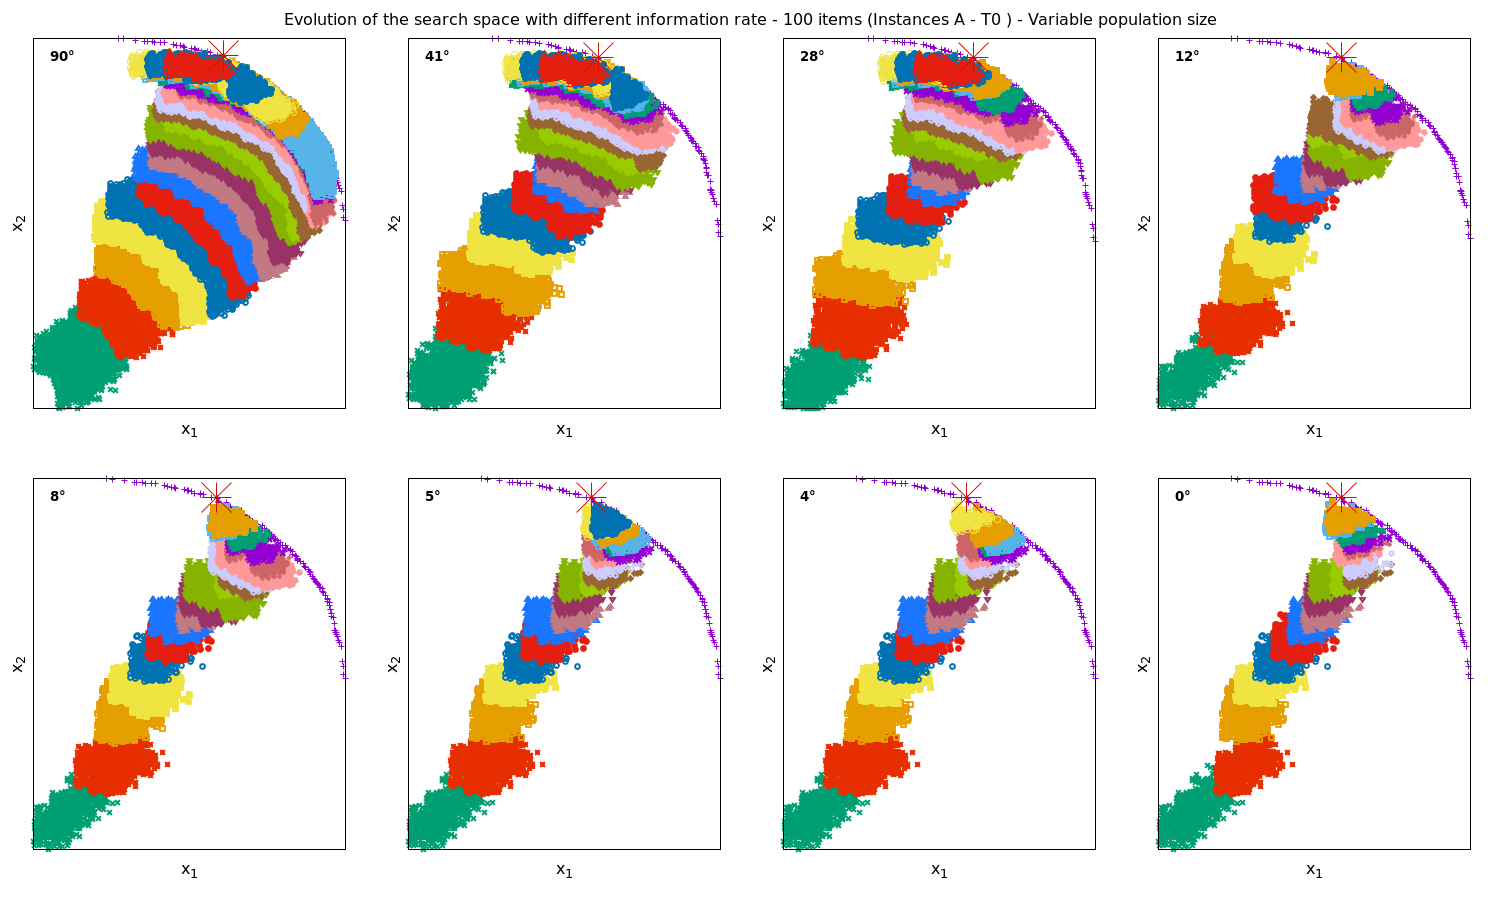 Evolution of the search space with different information rate - 100 items (Instances A - T0 ) - Variable population size
90°
41°
28°
12°
x2
x2
x2
x2
x1
x1
x1
x1
8°
5°
4°
0°
x2
x2
x2
x2
x1
x1
x1
x1